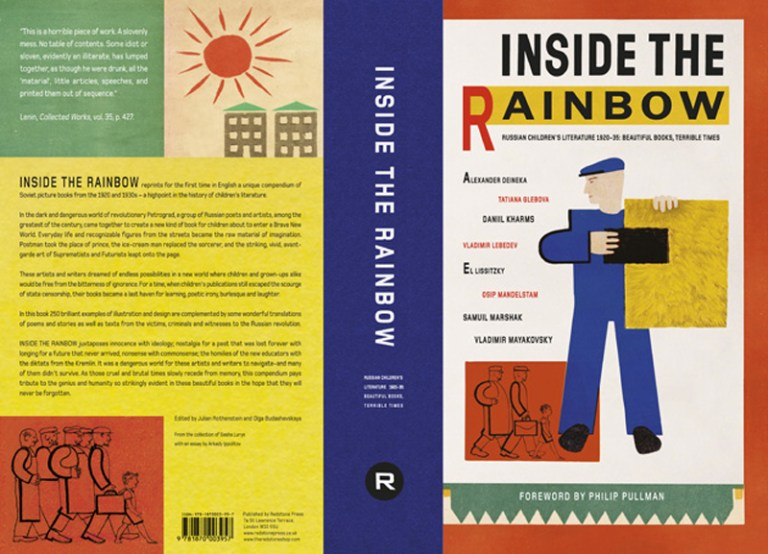 "This is a horrible piece of work. A slovenly
mess. No table of contents. Some idiot or
sloven, evidently an illiterate, has lumped
together, as though he were drunk, all the
'material', little articles, speeches, and
printed them out of sequence."
Lenin, Collected Works, vol. 35, p. 427.
INSIDE THE RAINBOW reprints for the first time in English a unique compendium of
Soviet picture books from the 1920 and 1930s – a highpoint in the history of children's literature.
In the dark and dangerous world of revolutionary Petrograd, a group of Russian poets and artists, among the
greatest of the century, came together to create a new kind of book for children about to enter a Brave New
World. Everyday life and recognizable figures from the streets became the raw material of imagination.
Postman took the place of prince, the ice-cream man replaced the sorcerer; and the striking, vivid, avant-
garde art of Suprematists and Futurists leapt onto the page.
These artists and writers dreamed of endless possibilities in a new world where children and grown-ups alike
would be free from the bitterness of ignorance. For a time, when children's publications still escaped the scourge
of state censorship, their books became a last haven for learning, poetic irony, burlesque and laughter.
In this book 250 brilliant examples of illustration and design are complemented by some wonderful translations
of poems and stories as well as texts from the victims, criminals and witnesses to the Russian revolution.
INSIDE THE RAINBOW juxtaposes innocence with ideology; nostalgia for a past that was lost forever with
longing for a future that never arrived; nonsense with commonsense; the homilies of the new educators with
the diktats from the Kremlin. It was a dangerous world for these artists and writers to navigate–and many
of them didn't survive. As those cruel and brutal times slowly recede from memory, this compendium pays
tribute to the genius and humanity so strikingly evident in these beautiful books in the hope that they will
never be forgotten.
Edited by Julian Rothenstein and Olga Budashevskaya
From the collection of Sasha Lurye
with an essay by Arkady Ippolitov
9 781870 003957
Published by Redstone Press
7a St Lawrence Terrace,
London W10 5SU
www.redstonepress.co.uk
www.theredstoneshop.com
INSIDE THE RAINBOW
RUSSIAN CHILDREN'S
LITERATURE 1920-35:
BEAUTIFUL BOOKS,
TERRIBLE TIMES
R
INSIDE THE
RAINBOW
RUSSIAN CHILDREN'S LITERATURE 1920-35: BEAUTIFUL BOOKS, TERRIBLE TIMES
ALEXANDER DEINEKA
TATIANA GLEBOVA
DANIIL KHARMS
VLADIMIR LEBEDEV
EL LISSITZKY
OSIP MANDELSTAM
SAMUIL MARSHAK
VLADIMIR MAYAKOVSKY
FOREWORD BY PHILIP PULLMAN